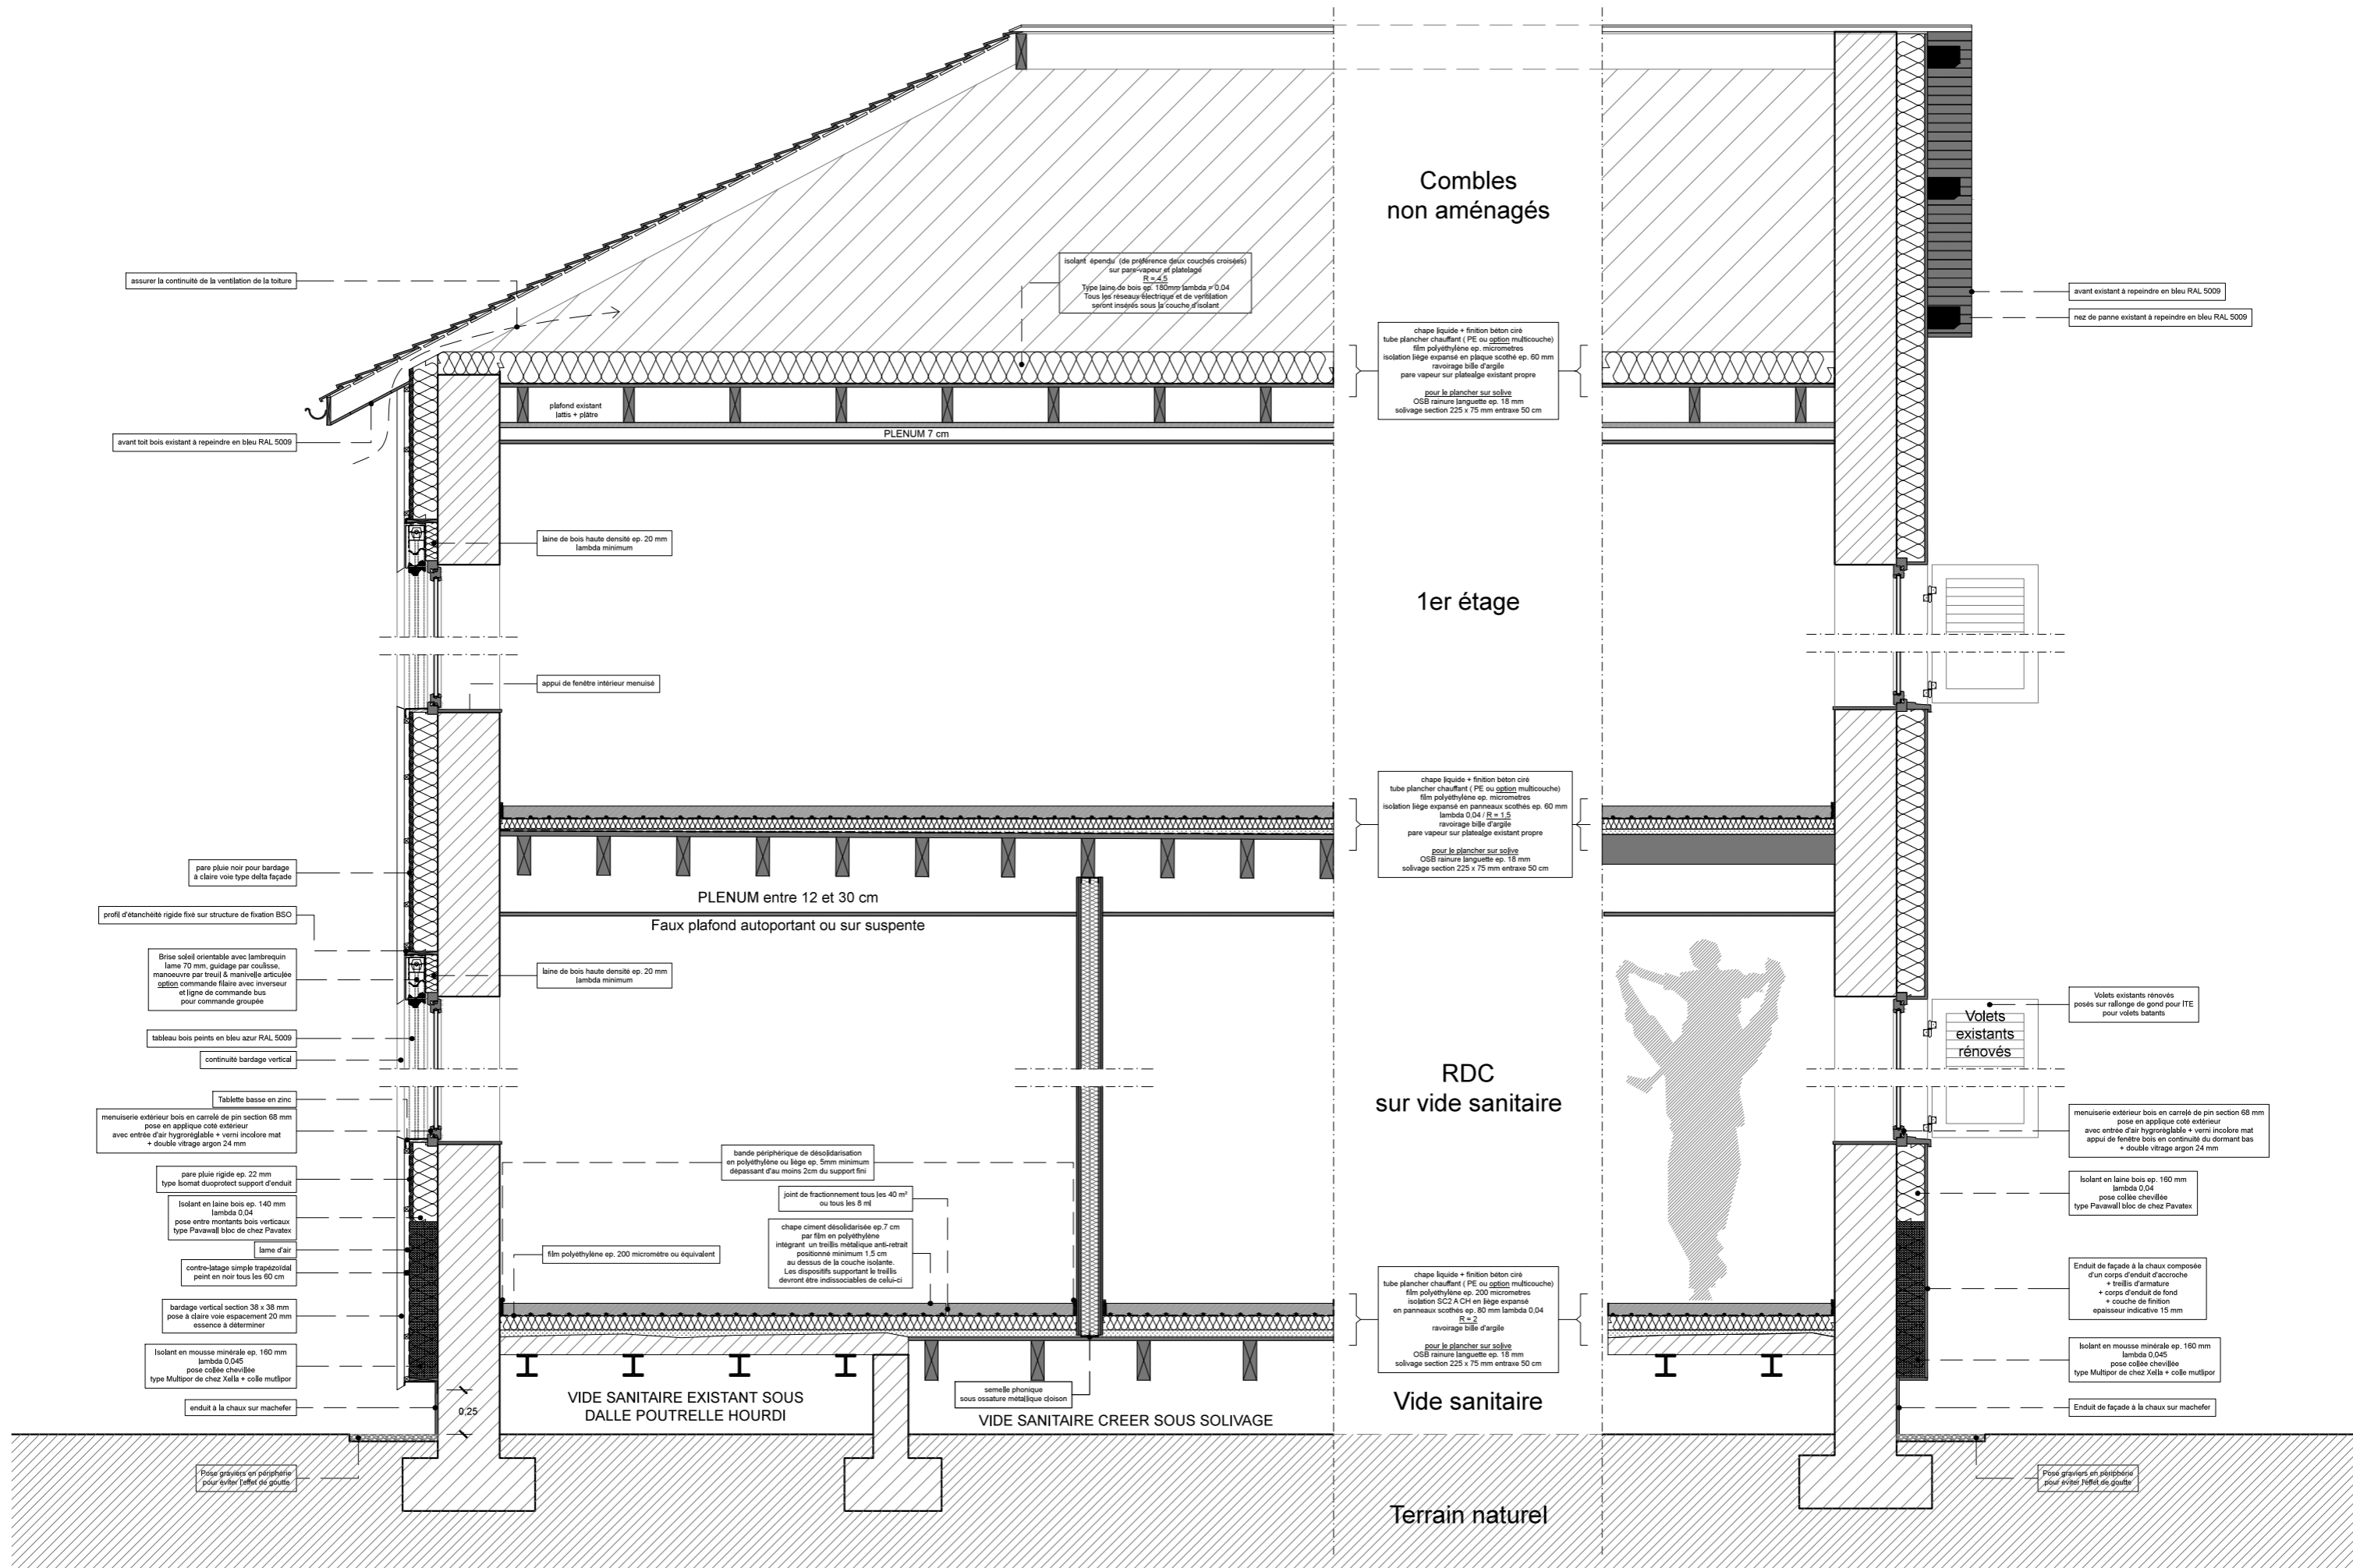 Combles
non aménagés
assurer la continuité de la ventilation de la toiture
isolant épendu (de préférence deux couches croisées)
sur pare-vapeur et platelage
R = 4,5
Type laine de bois ep. 180mm lambda = 0,04
Tous les réseaux électrique et de ventilation
seront insérés sous la couche d'isolant
avant existant à repeindre en bleu RAL 5009
nez de panne existant à repeindre en bleu RAL 5009
chape liquide + finition béton ciré
tube plancher chauffant ( PE ou option multicouche)
film polyéthylène ep. micrometres
isolation liège expansé en plaque scothé ep. 60 mm
ravoirage bille d'argile
pare vapeur sur platealge existant propre
pour le plancher sur solive
OSB rainure languette ep. 18 mm
solivage section 225 x 75 mm entraxe 50 cm
plafond existant
lattis + plâtre
PLENUM 7 cm
avant toit bois existant à repeindre en bleu RAL 5009
laine de bois haute densité ep. 20 mm
lambda minimum
1er étage
appui de fenêtre intérieur menuisé
chape liquide + finition béton ciré
tube plancher chauffant ( PE ou option multicouche)
film polyéthylène ep. micrometres
isolation liège expansé en panneaux scothés ep. 60 mm
lambda 0,04 / R = 1,5
ravoirage bille d'argile
pare vapeur sur platealge existant propre
pour le plancher sur solive
OSB rainure languette ep. 18 mm
solivage section 225 x 75 mm entraxe 50 cm
pare pluie noir pour bardage
à claire voie type delta façade
PLENUM entre 12 et 30 cm
profil d'étanchéité rigide fixé sur structure de fixation BSO
Faux plafond autoportant ou sur suspente
Brise soleil orientable avec lambrequin
lame 70 mm, guidage par coulisse,
manoeuvre par treuil & manivelle articulée
option commande filaire avec inverseur
et ligne de commande bus
pour commande groupée
laine de bois haute densité ep. 20 mm
lambda minimum
Volets existants rénovés
posés sur rallonge de gond pour ITE
pour volets batants
Volets
existants
rénovés
tableau bois peints en bleu azur RAL 5009
continuité bardage vertical
RDC
sur vide sanitaire
Tablette basse en zinc
menuiserie extérieur bois en carrelé de pin section 68 mm
pose en applique coté extérieur
avec entrée d'air hygroréglable + verni incolore mat
+ double vitrage argon 24 mm
menuiserie extérieur bois en carrelé de pin section 68 mm
pose en applique coté extérieur
avec entrée d'air hygroréglable + verni incolore mat
appui de fenêtre bois en continuité du dormant bas
+ double vitrage argon 24 mm
bande périphérique de désolidarisation
en polyéthylène ou liège ep. 5mm minimum
dépassant d'au moins 2cm du support fini
pare pluie rigide ep. 22 mm
type Isomat duoprotect support d'enduit
joint de fractionnement tous les 40 m²
ou tous les 8 ml
Isolant en laine bois ep. 140 mm
lambda 0,04
pose entre montants bois verticaux
type Pavawall bloc de chez Pavatex
Isolant en laine bois ep. 160 mm
lambda 0,04
pose collée chevillée
type Pavawall bloc de chez Pavatex
chape ciment désolidarisée ep.7 cm
par film en polyéthylène
intégrant un treillis métalique anti-retrait
positionné minimum 1,5 cm
au dessus de la couche isolante.
Les dispositifs supportant le treillis
devront être indissociables de celui-ci
lame d'air
film polyéthylène ep. 200 micromètre ou équivalent
contre-latage simple trapézoïdal
peint en noir tous les 60 cm
Enduit de façade à la chaux composée
d'un corps d'enduit d'accroche
+ treillis d'armature
+ corps d'enduit de fond
+ couche de finition
epaisseur indicative 15 mm
chape liquide + finition béton ciré
tube plancher chauffant ( PE ou option multicouche)
film polyéthylène ep. 200 micrometres
isolation SC2 A CH en liège expansé
en panneaux scothés ep. 80 mm lambda 0,04
R = 2
ravoirage bille d'argile
pour le plancher sur solive
OSB rainure languette ep. 18 mm
solivage section 225 x 75 mm entraxe 50 cm
bardage vertical section 38 x 38 mm
pose à claire voie espacement 20 mm
essence à déterminer
Isolant en mousse minérale ep. 160 mm
lambda 0,045
pose collée chevillée
type Multipor de chez Xella + colle mutlipor
Isolant en mousse minérale ep. 160 mm
lambda 0,045
pose collée chevillée
type Multipor de chez Xella + colle mutlipor
semelle phonique
sous ossature métallique cloison
VIDE SANITAIRE EXISTANT SOUS
DALLE POUTRELLE HOURDI
VIDE SANITAIRE CREER SOUS SOLIVAGE
Vide sanitaire
enduit à la chaux sur machefer
0,25
Enduit de façade à la chaux sur machefer
Pose graviers en périphérie
pour éviter l'effet de goutte
Pose graviers en périphérie
pour éviter l'effet de goutte
Terrain naturel